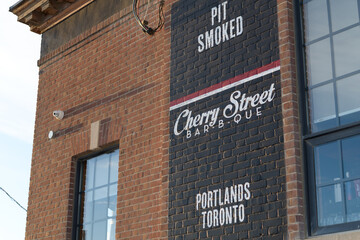 PIT
SMOKED
Cherry Street
BAR-B-QUE
PORTLANDS
TORONTO